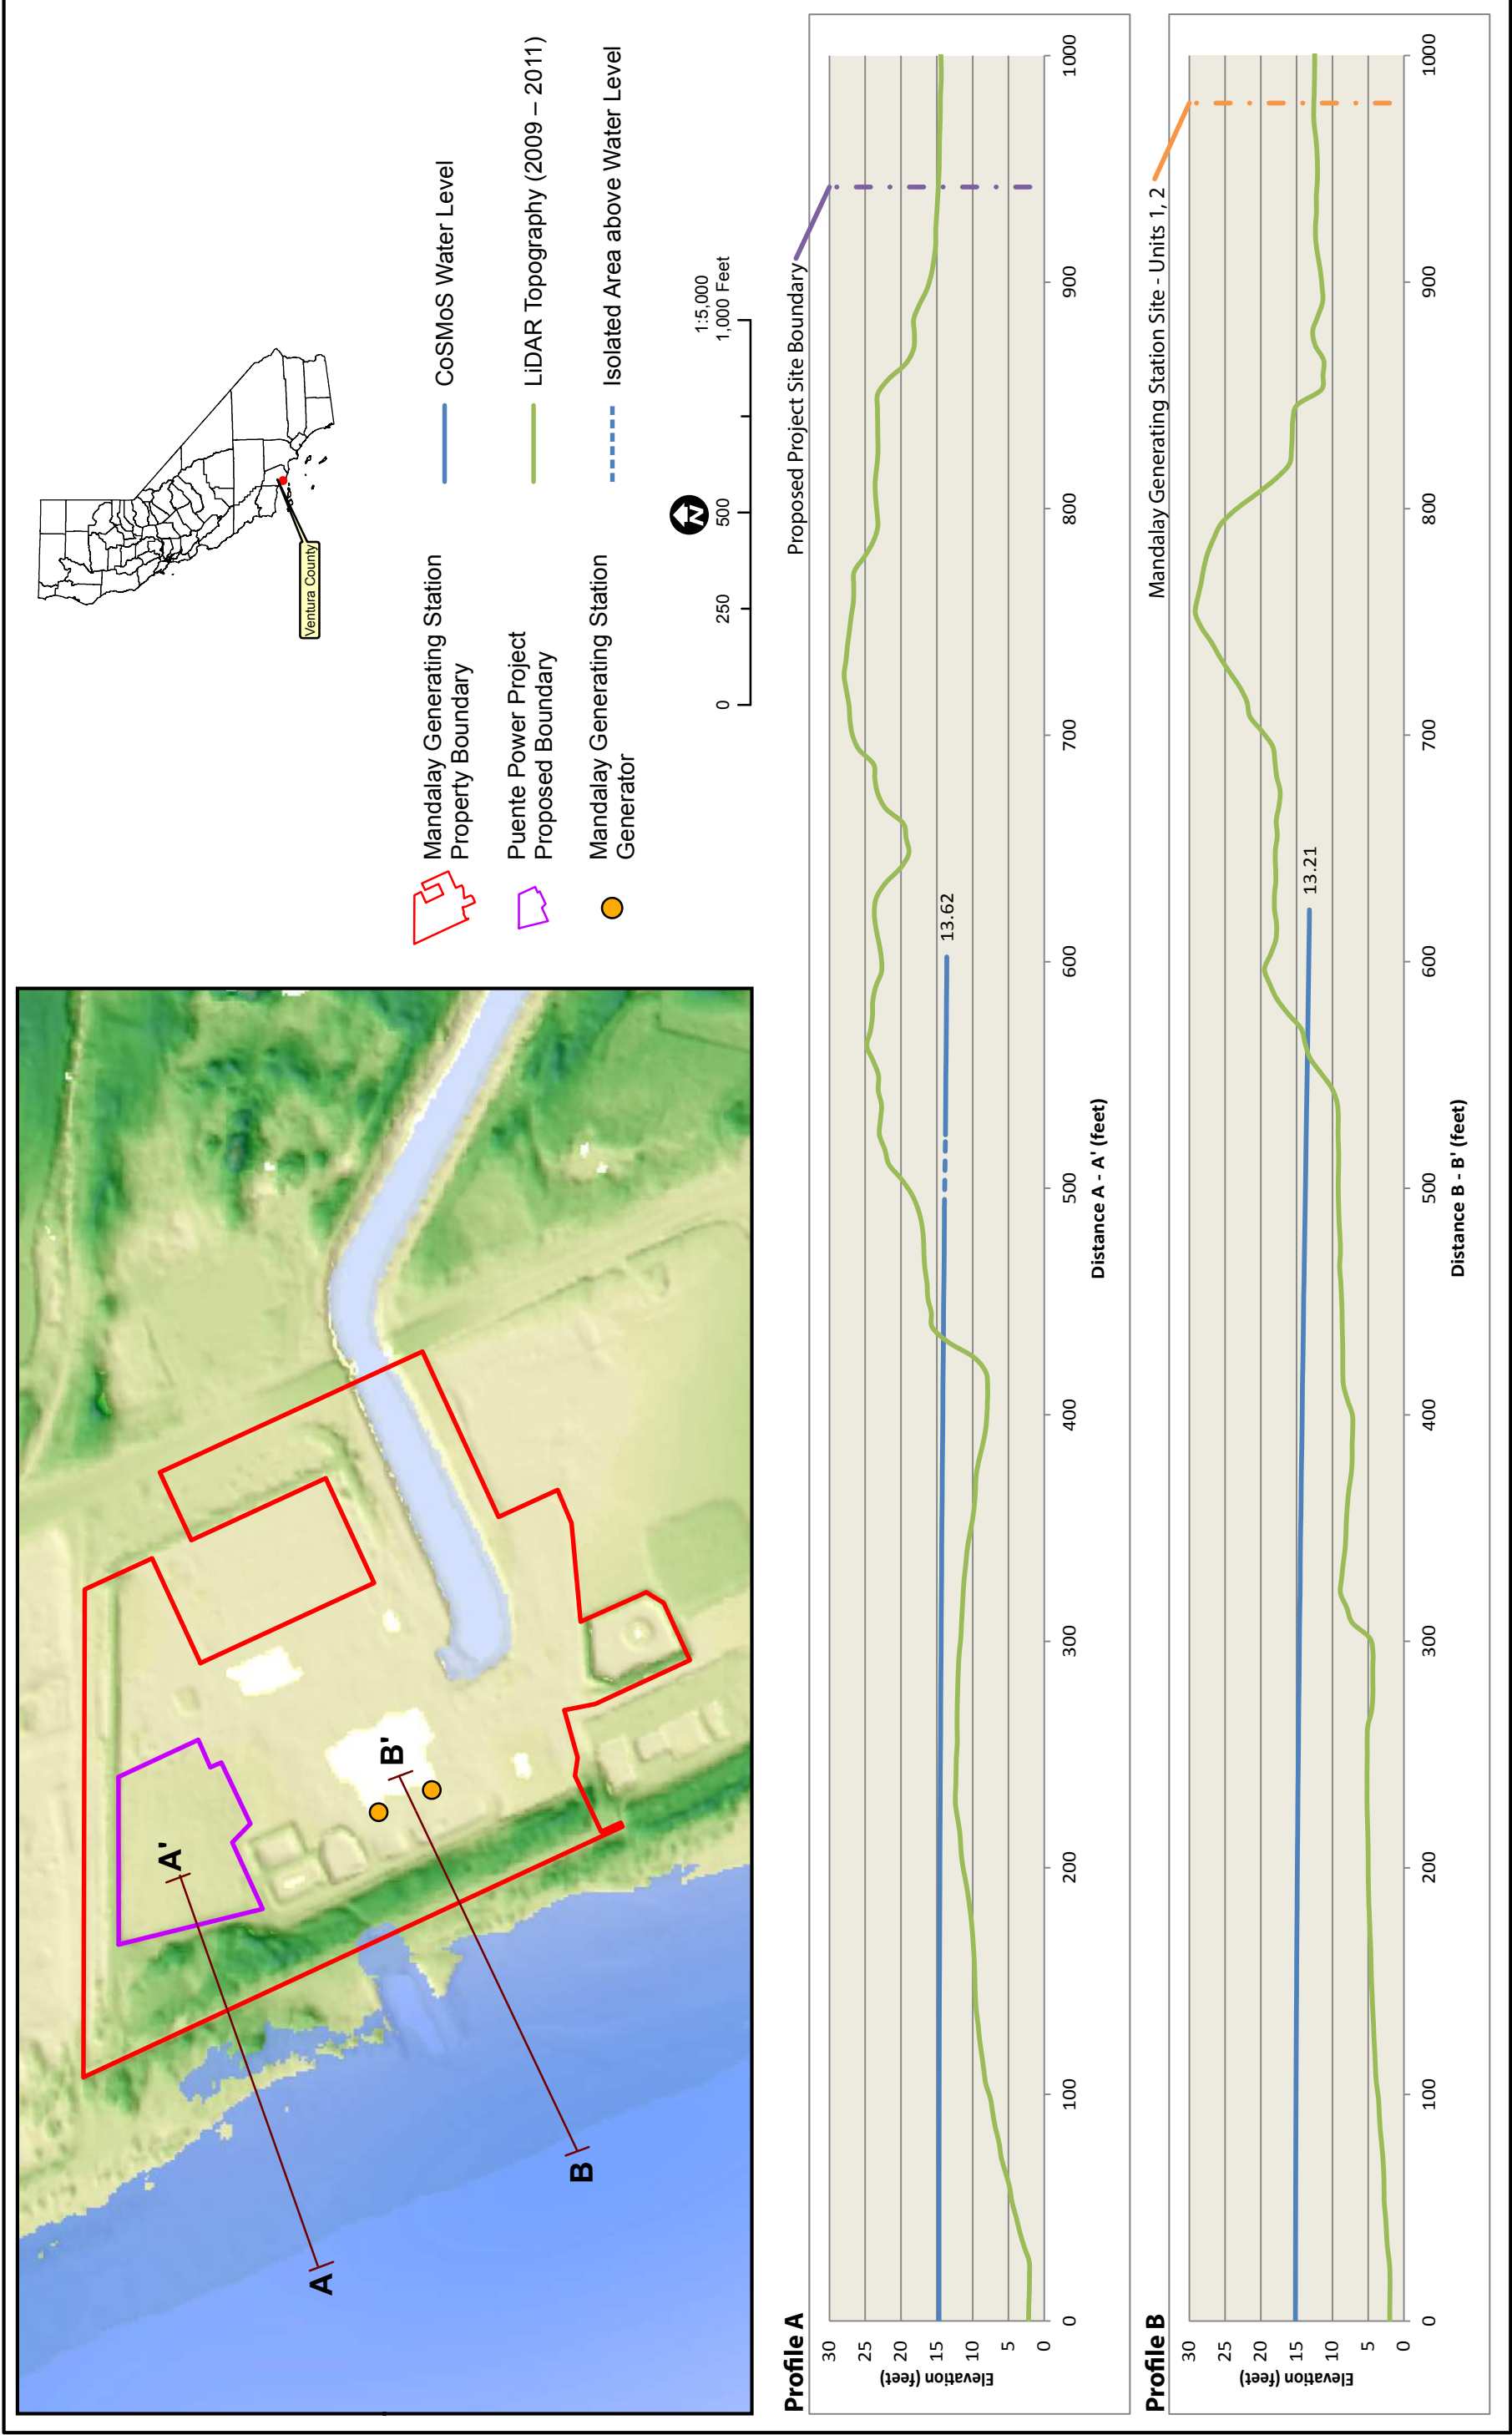 A
A'
B
B'
Ventura County
Mandalay Generating Station
Property Boundary
Puente Power Project
Proposed Boundary
Mandalay Generating Station
Generator
CoSMoS Water Level
LiDAR Topography (2009 – 2011)
Isolated Area above Water Level
N
1:5,000
0 250 500 1,000 Feet
Profile A
Proposed Project Site Boundary
30
25
20
15
10
5
0
Elevation (feet)
13.62
0 100 200 300 400 500 600 700 800 900 1000
Distance A - A' (feet)
Profile B
Mandalay Generating Station Site - Units 1, 2
30
25
20
15
10
5
0
Elevation (feet)
13.21
0 100 200 300 400 500 600 700 800 900 1000
Distance B - B' (feet)